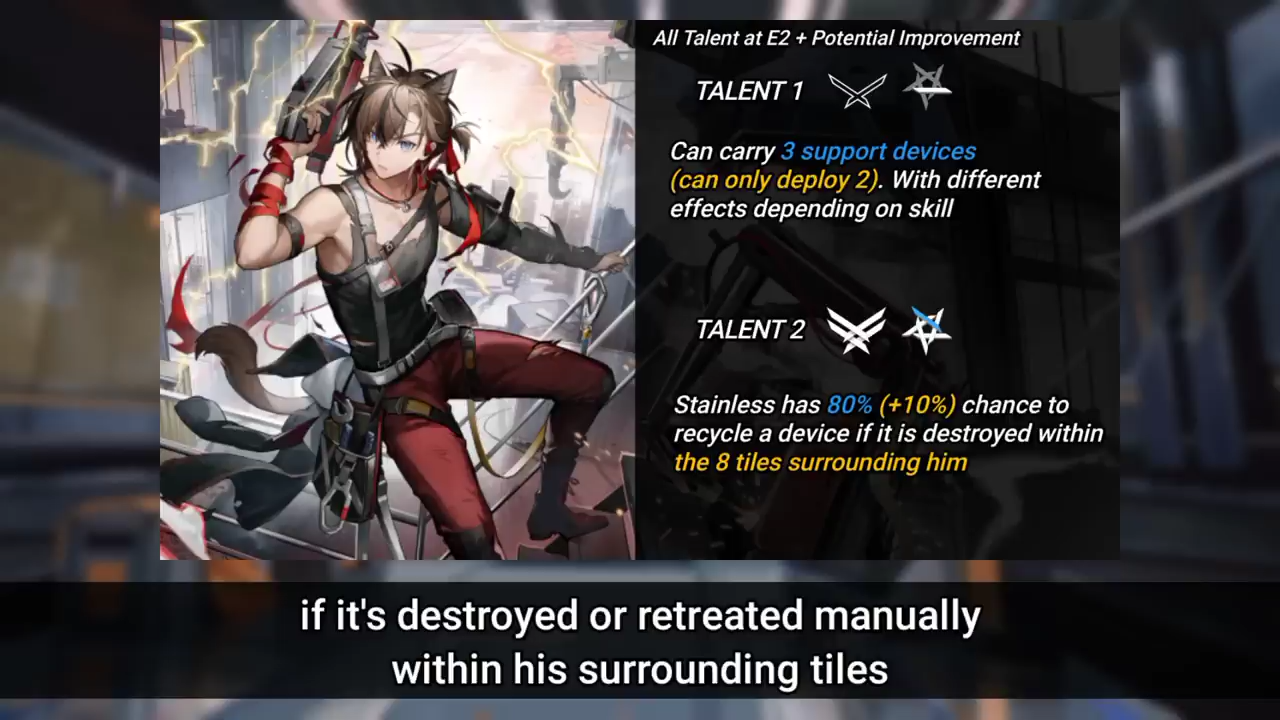 All Talent at E2 + Potential Improvement
TALENT 1
Can carry 3 support devices
(can only deploy 2). With different
effects depending on skill
TALENT 2
Stainless has 80% (+10%) chance to
recycle a device if it is destroyed within
the 8 tiles surrounding him
if it's destroyed or retreated manually
within his surrounding tiles